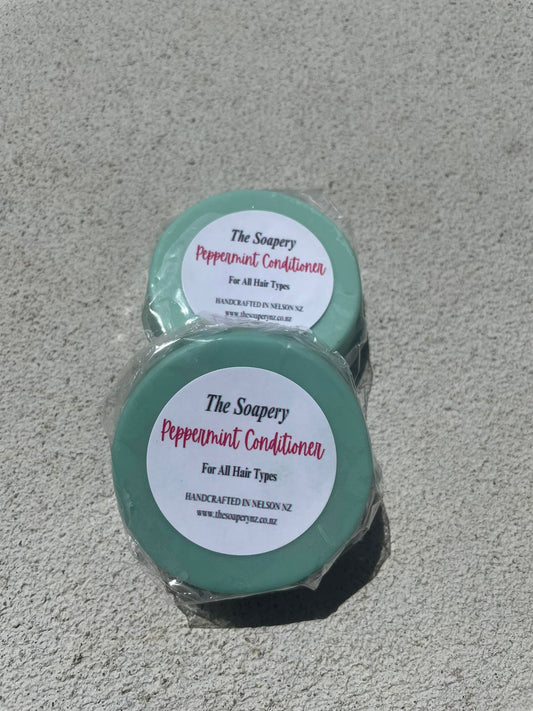 The Soapery
Peppermint Conditioner
For All Hair Types
HANDCRAFTED IN NELSON NZ
www.thesoaperynz.co.nz
The Soapery
Peppermint Conditioner
For All Hair Types
HANDCRAFTED IN NELSON NZ
www.thesoaperynz.co.nz